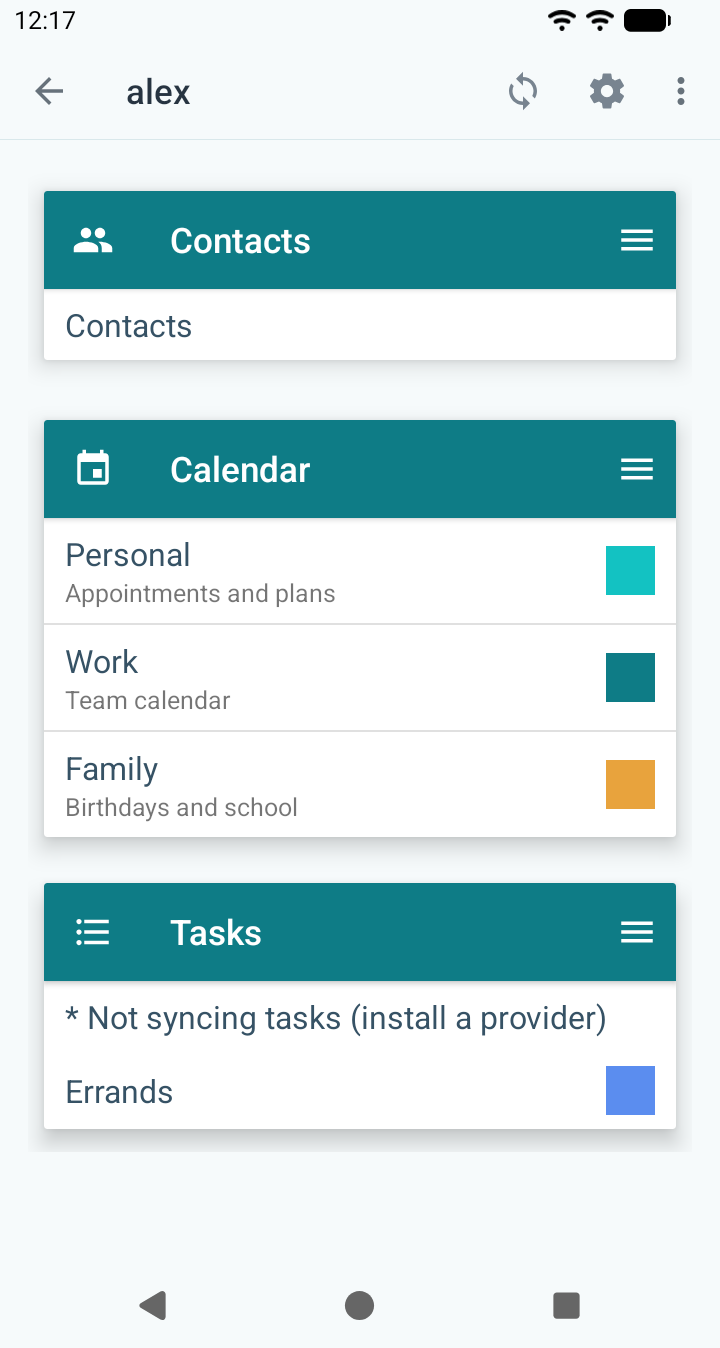 12:17
alex
Contacts
Contacts
Calendar
Personal
Appointments and plans
Work
Team calendar
Family
Birthdays and school
Tasks
* Not syncing tasks (install a provider)
Errands